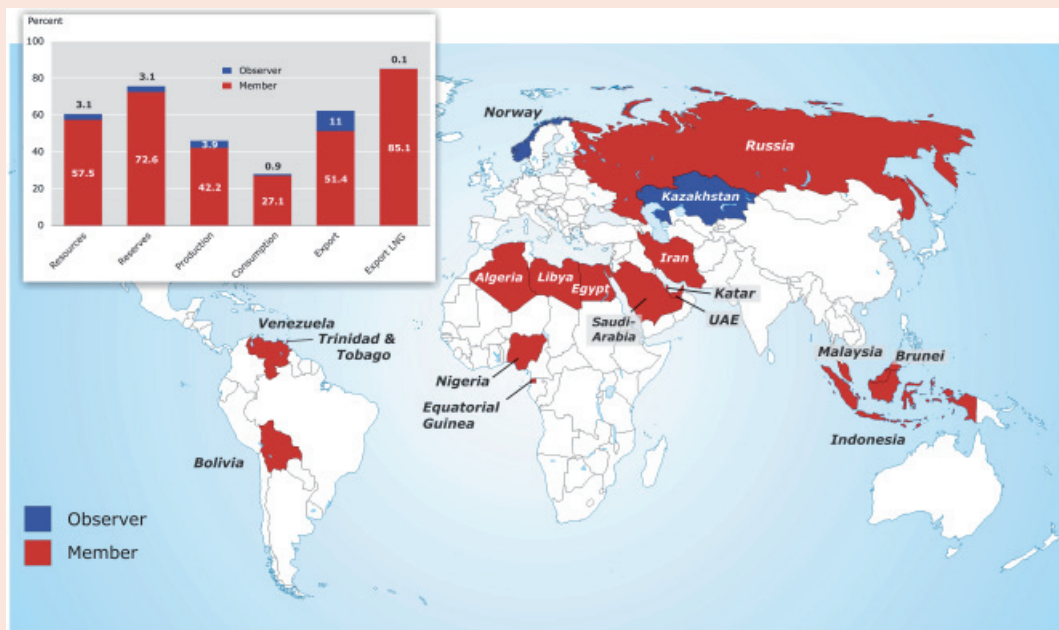 Percent
100
80
60
40
20
0
Observer
Member
3.1
57.5
3.1
72.6
3.9
42.2
0.9
27.1
11
51.4
0.1
85.1
Resources
Reserves
Production
Consumption
Export
Export LNG
Norway
Russia
Kazakhstan
Algeria
Libya
Egypt
Iran
Katar
UAE
Saudi-
Arabia
Venezuela
Trinidad &
Tobago
Nigeria
Equatorial
Guinea
Bolivia
Malaysia
Brunei
Indonesia
Observer
Member